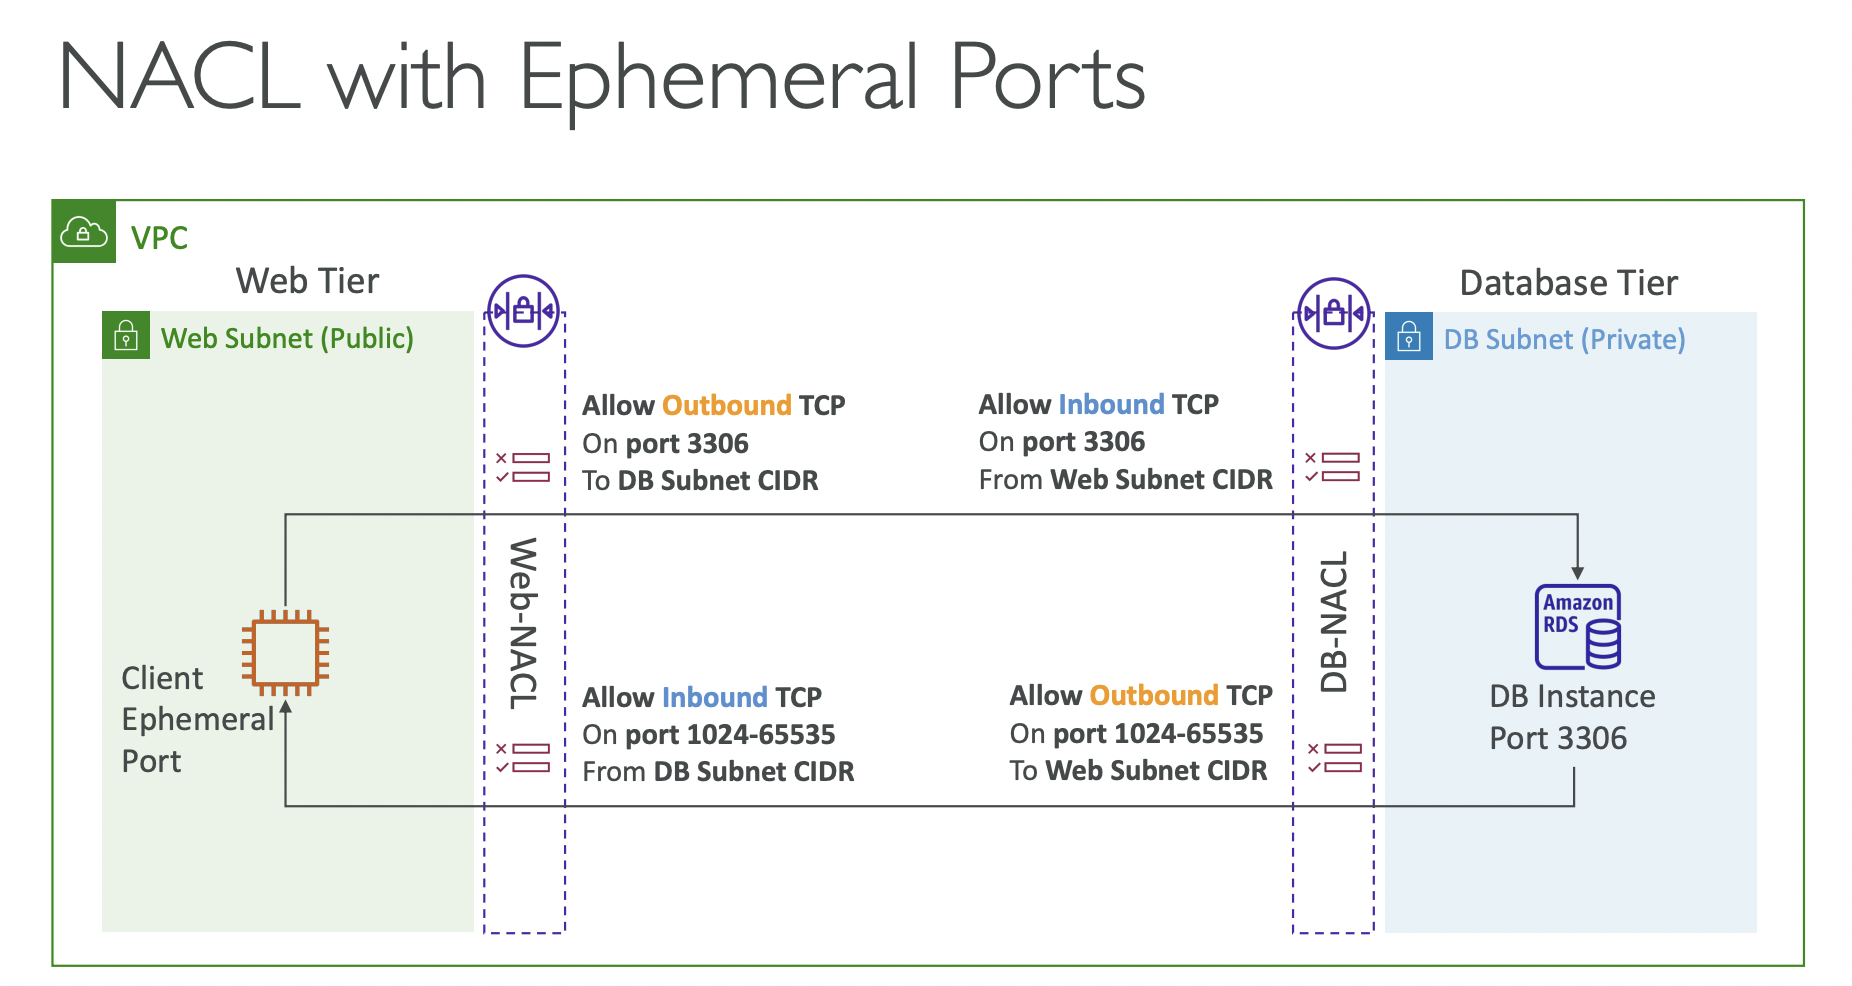 NACL with Ephemeral Ports
VPC
Web Tier
Database Tier
Web Subnet (Public)
DB Subnet (Private)
Allow Outbound TCP
On port 3306
To DB Subnet CIDR
Allow Inbound TCP
On port 3306
From Web Subnet CIDR
Web-NACL
DB-NACL
Amazon
RDS
Client
Ephemeral
Port
Allow Inbound TCP
On port 1024-65535
From DB Subnet CIDR
Allow Outbound TCP
On port 1024-65535
To Web Subnet CIDR
DB Instance
Port 3306